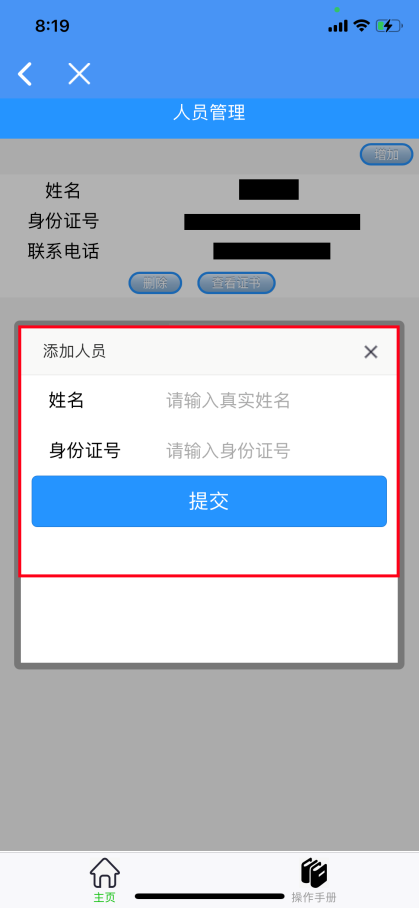 8:19
人员管理
增加
姓名
身份证号
联系电话
删除 查看证书
添加人员
姓名 请输入真实姓名
身份证号 请输入身份证号
提交
主页 操作手册